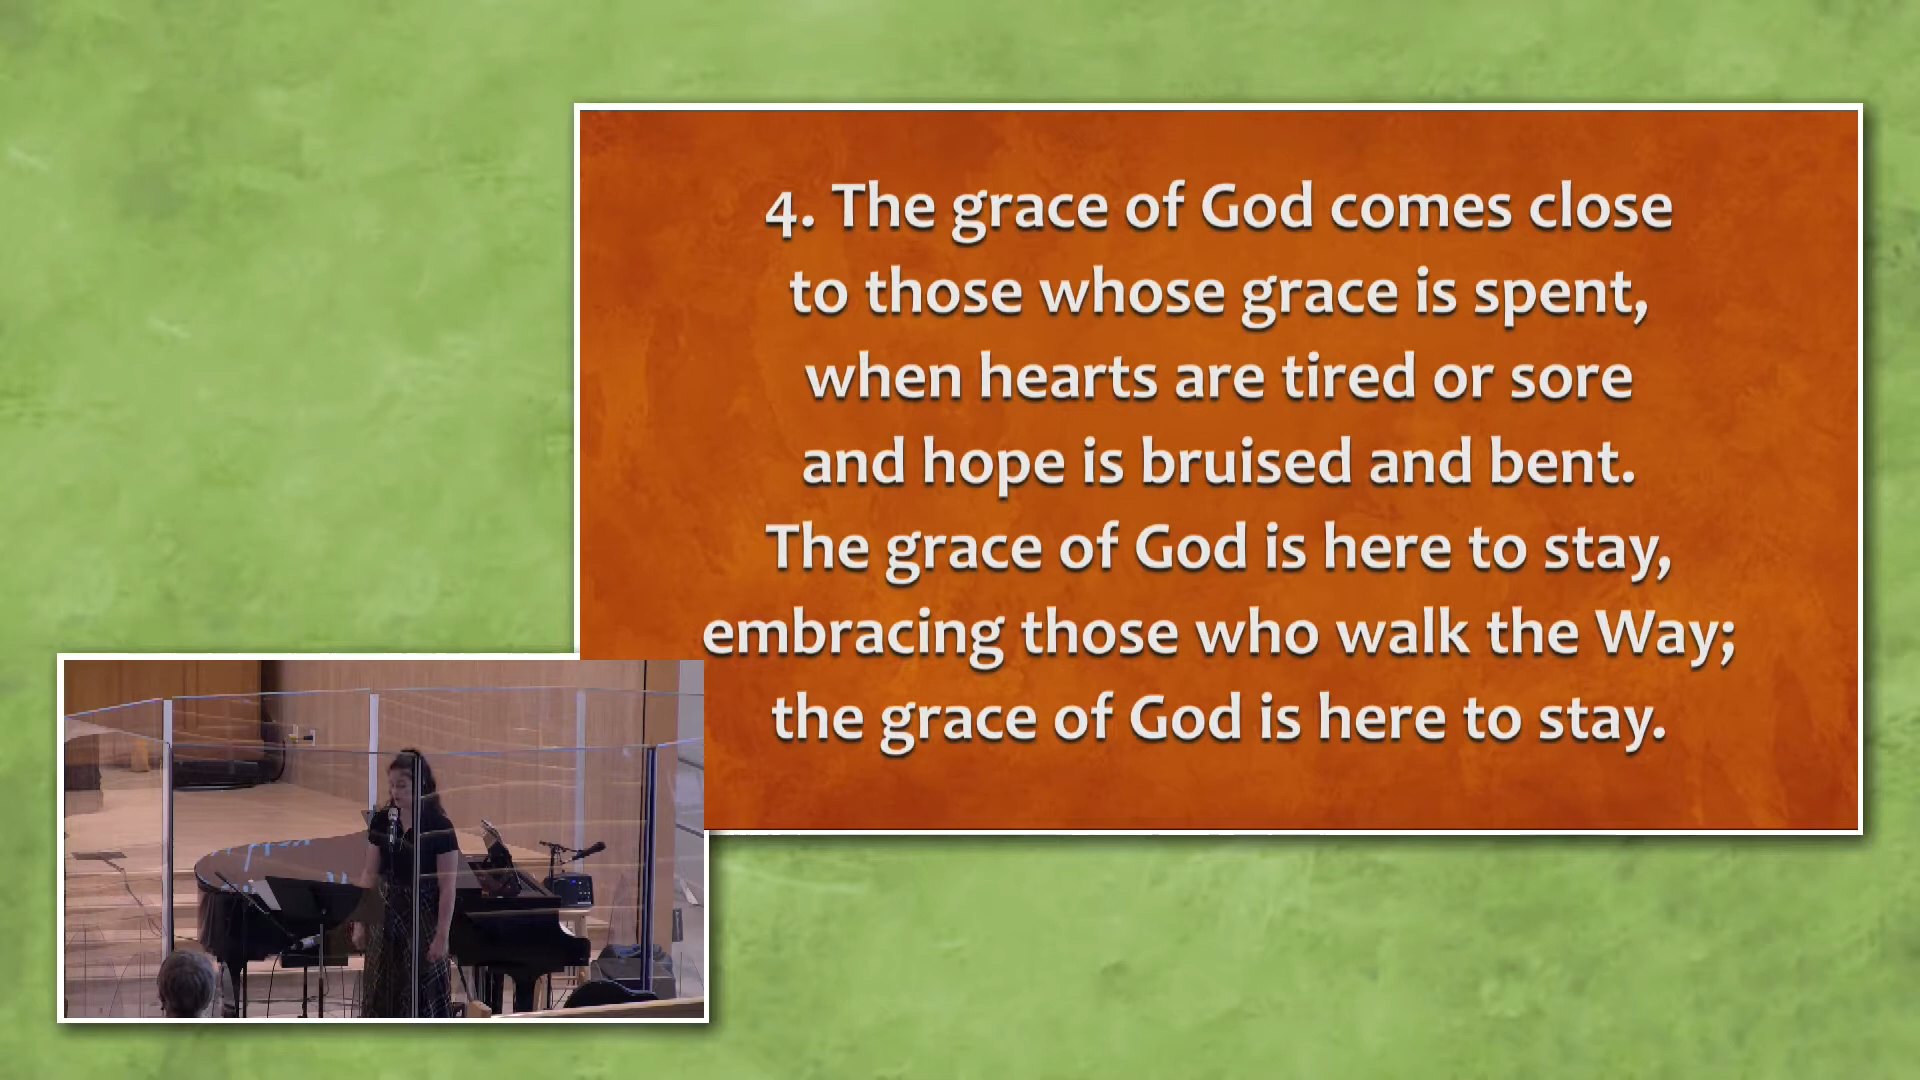 4. The grace of God comes close
to those whose grace is spent,
when hearts are tired or sore
and hope is bruised and bent.
The grace of God is here to stay,
embracing those who walk the Way;
the grace of God is here to stay.